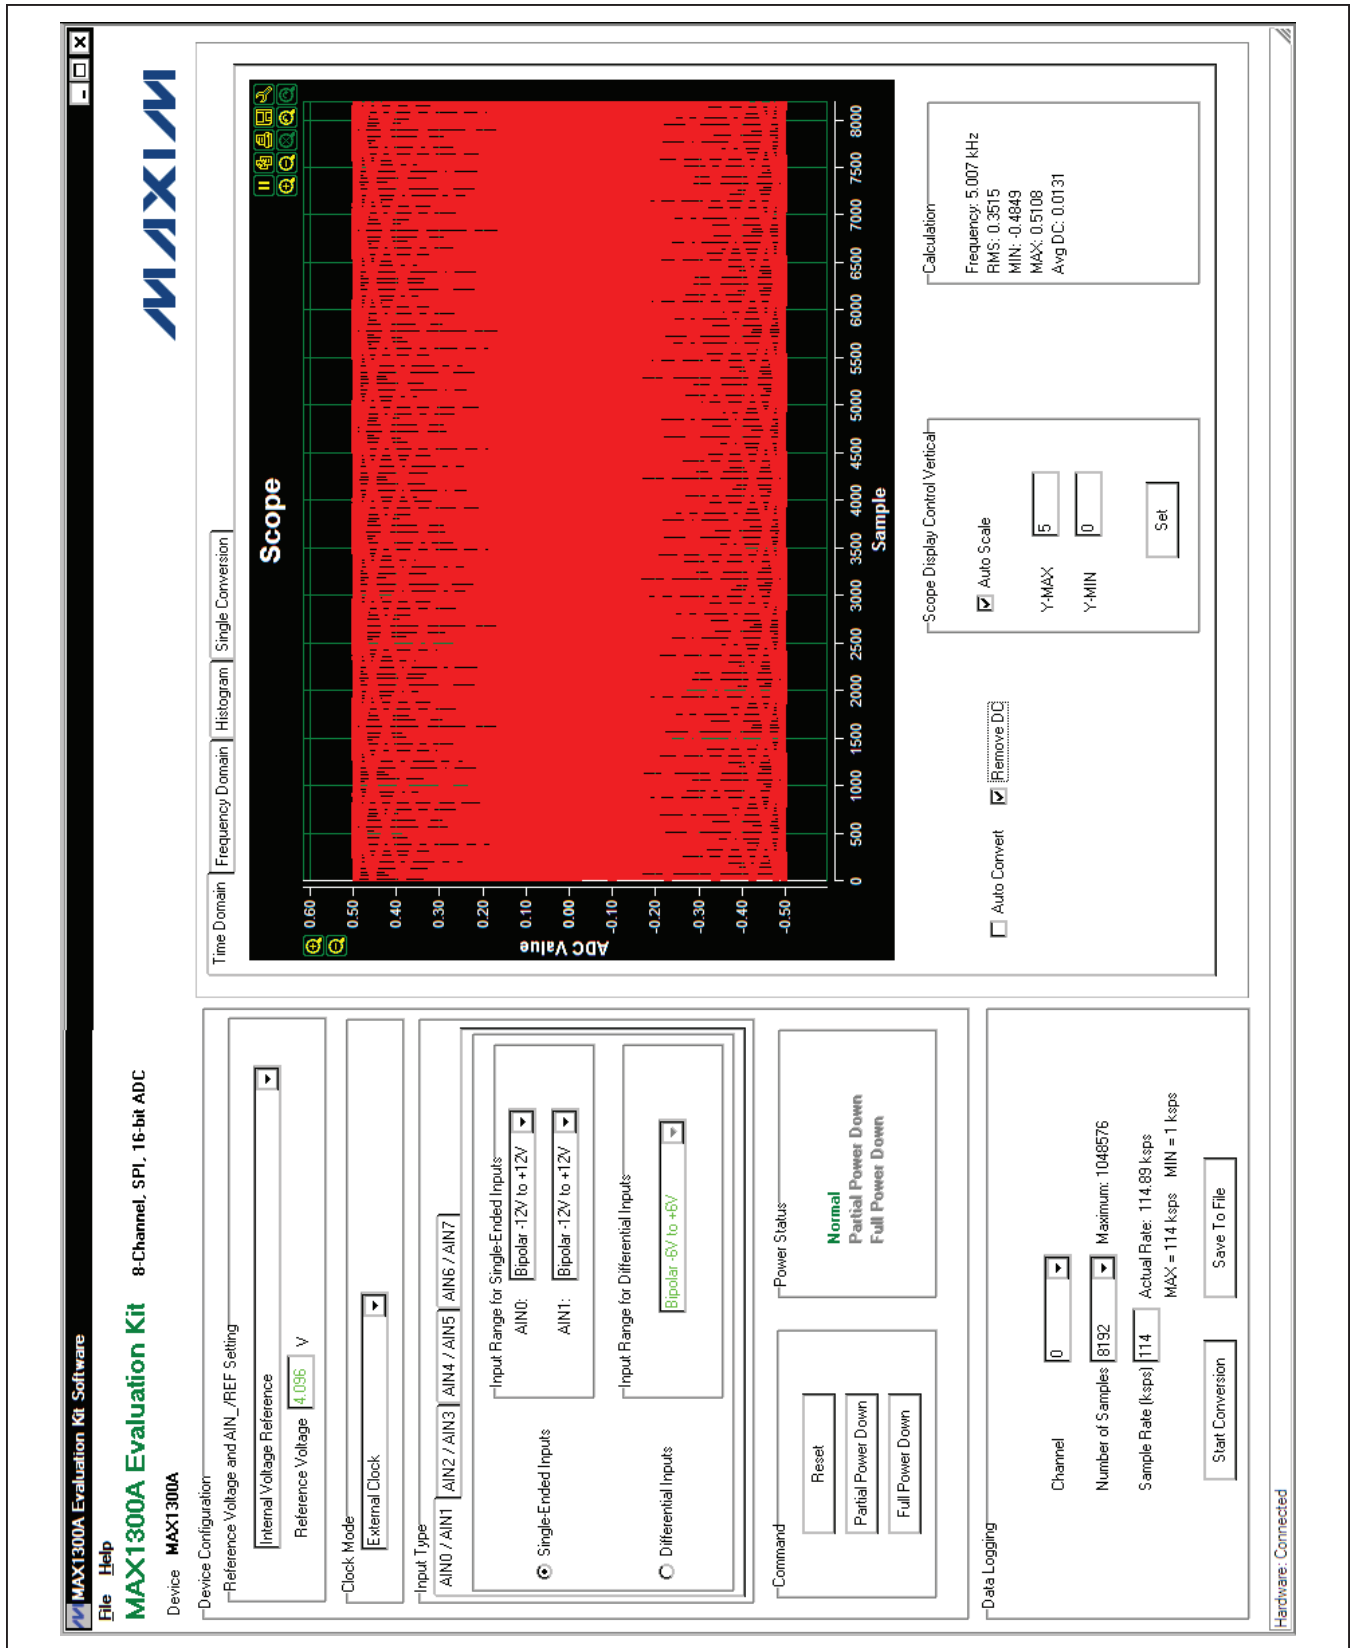 MAX1300A Evaluation Kit Software
File Help
MAX1300A Evaluation Kit 8-Channel, SPI, 16-bit ADC
MAXIM
Device MAX1300A
Device Configuration
Reference Voltage and AIN_/REF Setting
Internal Voltage Reference
Reference Voltage 4.096 V
Clock Mode
External Clock
Input Type
AIN0 / AIN1 AIN2 / AIN3 AIN4 / AIN5 AIN6 / AIN7
Single-Ended Inputs
Input Range for Single-Ended Inputs
AIN0: Bipolar -12V to +12V
AIN1: Bipolar -12V to +12V
Differential Inputs
Input Range for Differential Inputs
Bipolar -6V to +6V
Command
Reset
Partial Power Down
Full Power Down
Power Status
Normal
Partial Power Down
Full Power Down
Data Logging
Channel 0
Number of Samples 8192 Maximum: 1048576
Sample Rate (ksps) 114 Actual Rate: 114.89 ksps
MAX = 114 ksps MIN = 1 ksps
Start Conversion Save To File
Time Domain Frequency Domain Histogram Single Conversion
Scope
ADC Value
0.60
0.50
0.40
0.30
0.20
0.10
0.00
-0.10
-0.20
-0.30
-0.40
-0.50
0 500 1000 1500 2000 2500 3000 3500 4000 4500 5000 5500 6000 6500 7000 7500 8000
Sample
Auto Convert Remove DC
Scope Display Control Vertical
Auto Scale
Y-MAX 5
Y-MIN 0
Set
Calculation
Frequency: 5.007 kHz
RMS: 0.3515
MIN: -0.4849
MAX: 0.5108
Avg DC: 0.0131
Hardware: Connected